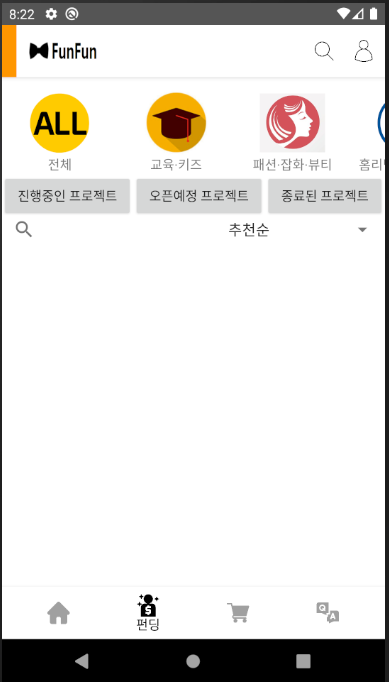 8:22
FunFun
ALL
전체
교육·키즈
패션·잡화·뷰티
진행중인 프로젝트
오픈예정 프로젝트
종료된 프로젝트
추천순
$
펀딩
Q
A